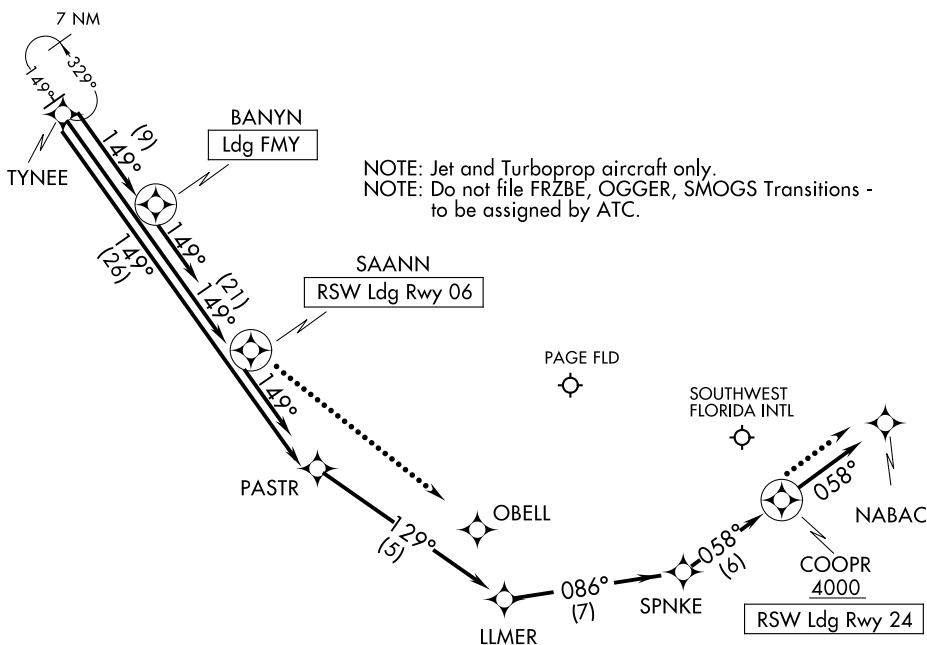 7 NM
329°
149°
TYNEE
(9)
149°
BANYN
Ldg FMY
NOTE: Jet and Turboprop aircraft only.
NOTE: Do not file FRZBE, OGGER, SMOGS Transitions -
to be assigned by ATC.
149°
(26)
149°
(21)
149°
SAANN
RSW Ldg Rwy 06
149°
PAGE FLD
SOUTHWEST
FLORIDA INTL
PASTR
129°
(5)
OBELL
LLMER
086°
(7)
SPNKE
058°
(6)
058°
NABAC
COOPR
4000
RSW Ldg Rwy 24